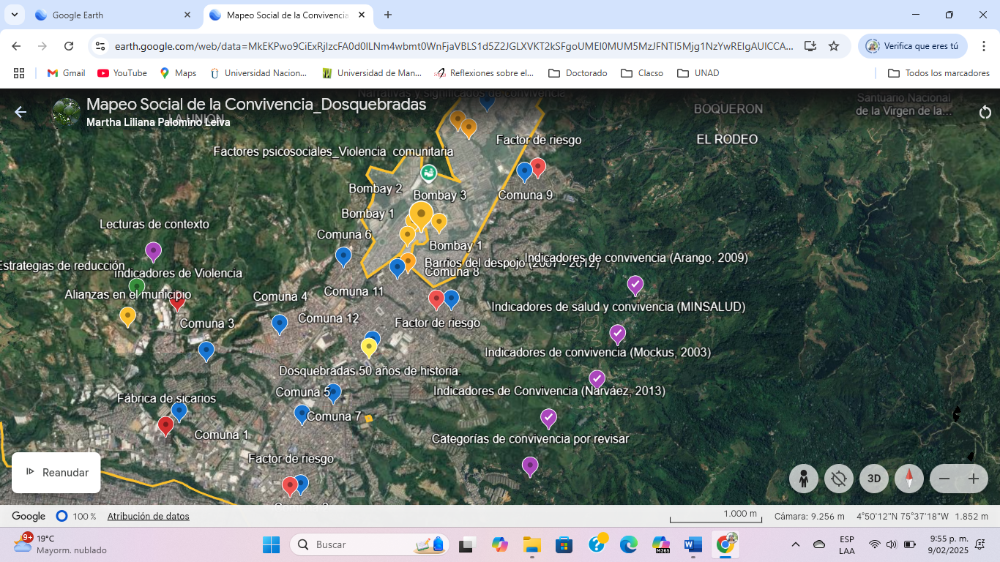 Google Earth
Mapeo Social de la Convivencia
earth.google.com/web/data=MkEKPwo9CiExRjlzcFA0d0lLNm4wbmt0WnFjaVBLS1d5Z2JGLXVKT2kSFgoUMEI0MUM5MzJFNTI5Mjg1NzYwREIgAUICCA...
Verifica que eres tú
Gmail
YouTube
Maps
Universidad Nacion...
Universidad de Man...
Reflexiones sobre el...
Doctorado
Clacso
UNAD
Todos los marcadores
Mapeo Social de la Convivencia_Dosquebradas
Martha Liliana Palomino Leiva
LA UNION
Narrativas y significados de convivencia
BOQUERON
Santuario Nacional
de la Virgen de la...
EL RODEO
Factor de riesgo
Factores psicosociales_Violencia comunitaria
Bombay 2
Bombay 3
Comuna 9
Bombay 1
Lecturas de contexto
Comuna 6
Bombay 1
Estrategias de reducción
Barrios del despojo (2007 - 2012)
Indicadores de convivencia (Arango, 2009)
Indicadores de Violencia
Comuna 8
Alianzas en el municipio
Comuna 4
Comuna 11
Indicadores de salud y convivencia (MINSALUD)
Comuna 3
Comuna 12
Factor de riesgo
Indicadores de convivencia (Mockus, 2003)
Dosquebradas 50 años de historia.
Comuna 5
Indicadores de Convivencia (Narváez, 2013)
Fábrica de sicarios
Comuna 7
Comuna 1
Categorías de convivencia por revisar
Factor de riesgo
Reanudar
3D
Google
100 %
Atribución de datos
1.000 m
Cámara: 9.256 m
4°50'12"N 75°37'18"W
1.852 m
9+
19°C
Mayorm. nublado
Buscar
M365
ESP
LAA
9:55 p. m.
9/02/2025